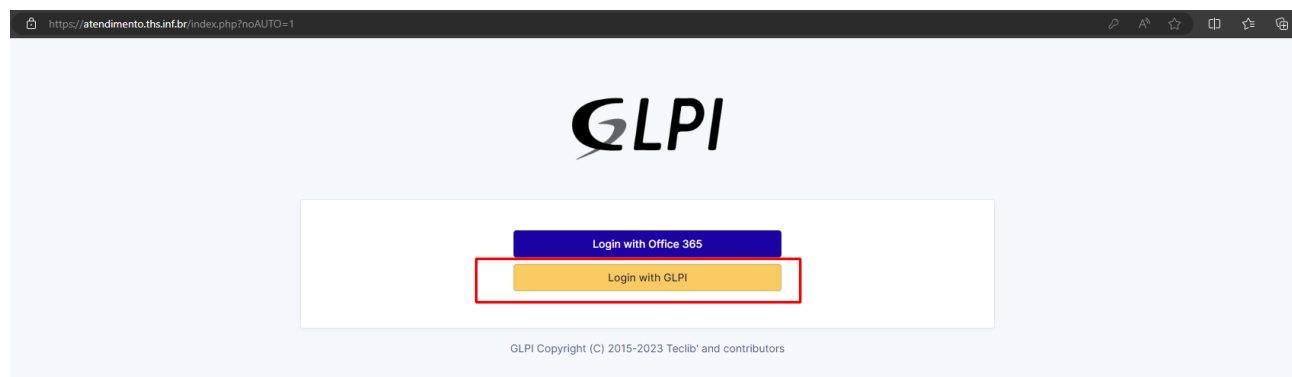 https://atendimento.ths.inf.br/index.php?noAUTO=1
GLPI
Login with Office 365
Login with GLPI
GLPI Copyright (C) 2015-2023 Teclib' and contributors